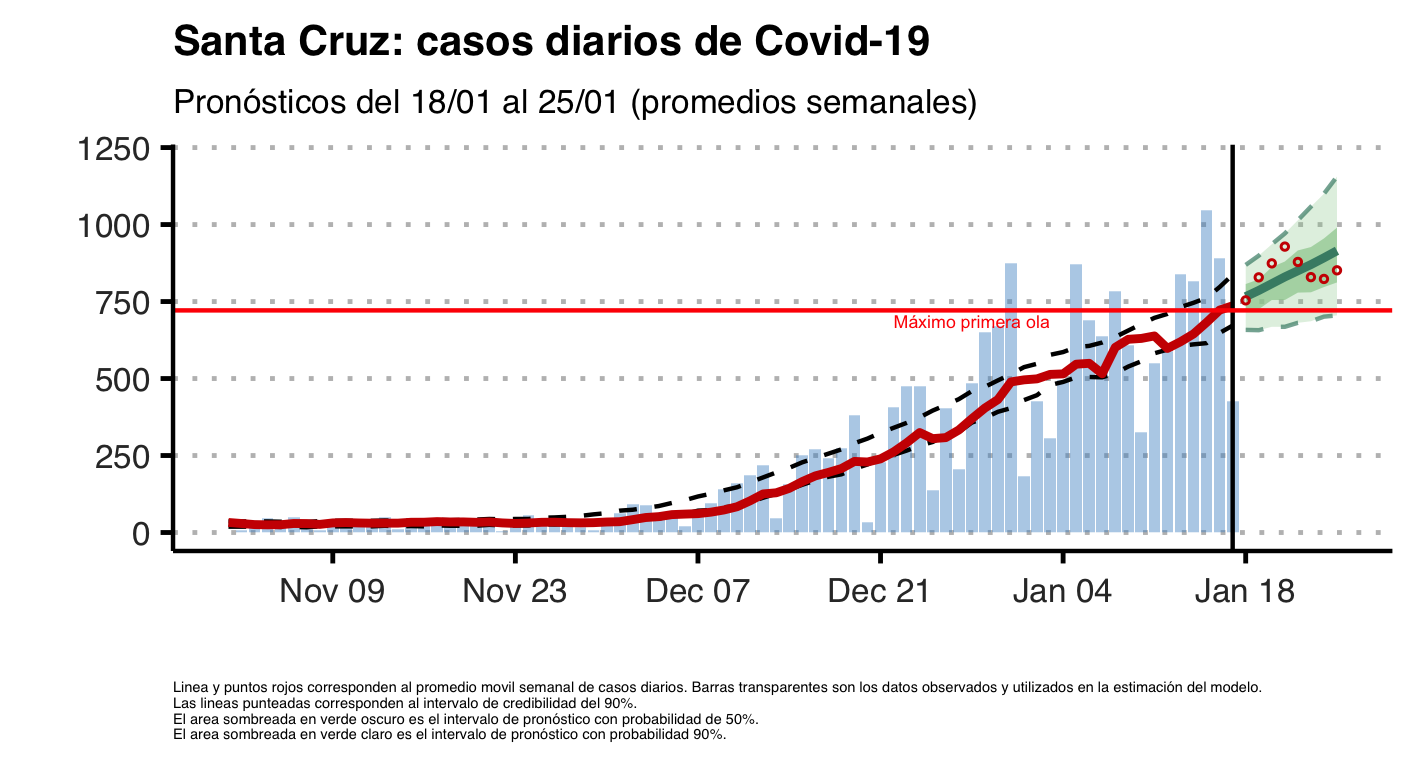 Santa Cruz: casos diarios de Covid-19
Pronósticos del 18/01 al 25/01 (promedios semanales)
1250
1000
750
Máximo primera ola
500
250
0
Nov 09 Nov 23 Dec 07 Dec 21 Jan 04 Jan 18
Linea y puntos rojos corresponden al promedio movil semanal de casos diarios. Barras transparentes son los datos observados y utilizados en la estimación del modelo.
Las lineas punteadas corresponden al intervalo de credibilidad del 90%.
El area sombreada en verde oscuro es el intervalo de pronóstico con probabilidad de 50%.
El area sombreada en verde claro es el intervalo de pronóstico con probabilidad 90%.